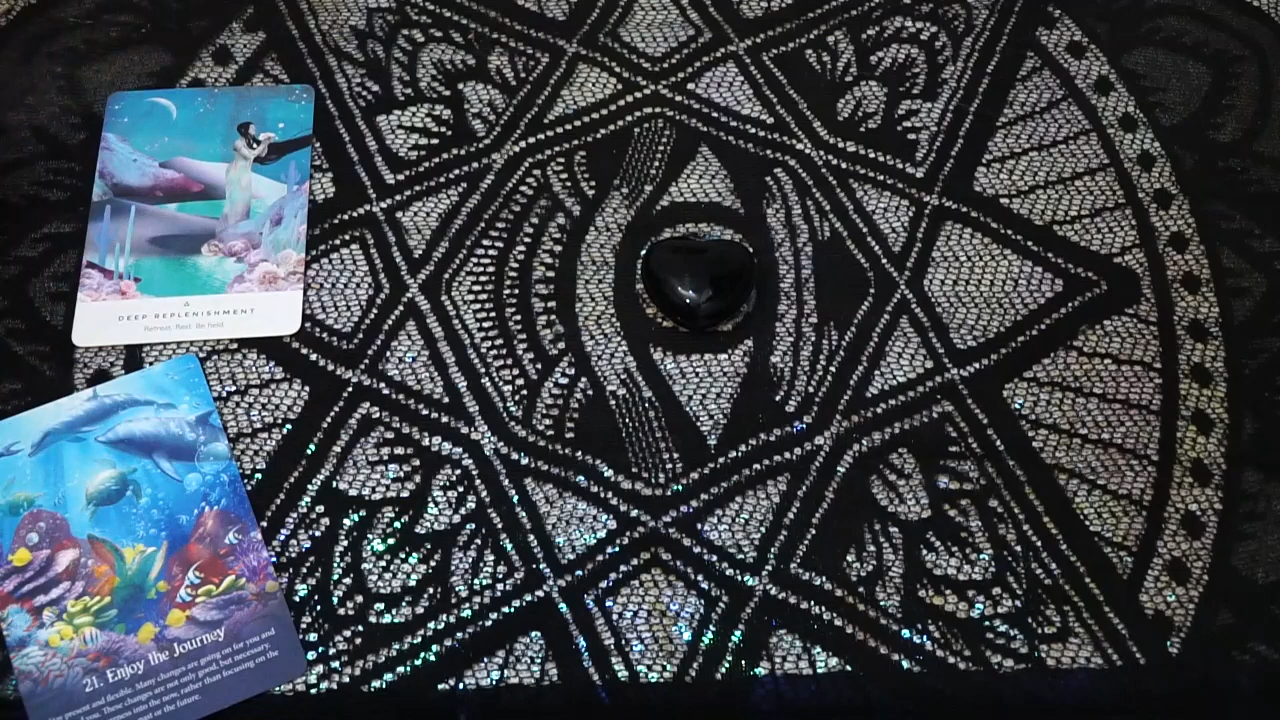 DEEP REPLENISHMENT
Retreat. Rest. Be held.
21. Enjoy the Journey
present and flexible. Many changes are going on for you and
you. These changes are not only good, but necessary.
into the now, rather than focusing on the
or the future.